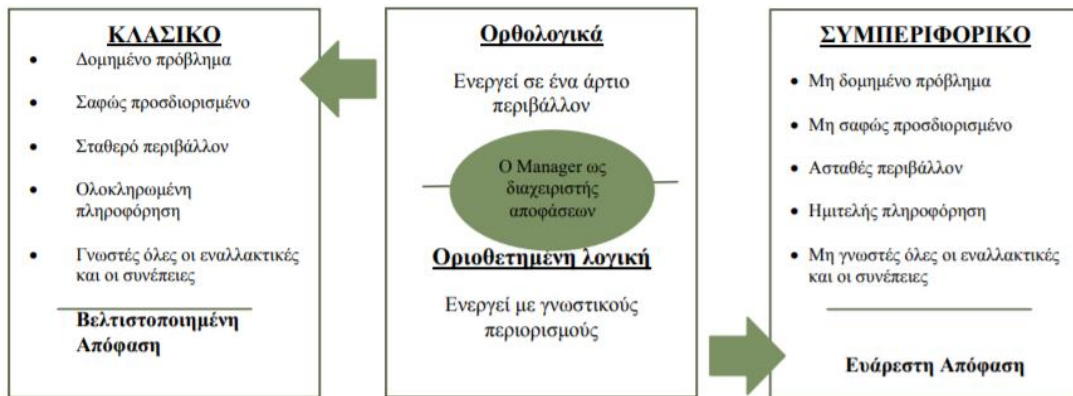 ΚΛΑΣΙΚΟ
• Δομημένο πρόβλημα
• Σαφώς προσδιορισμένο
• Σταθερό περιβάλλον
• Ολοκληρωμένη
πληροφόρηση
• Γνωστές όλες οι εναλλακτικές
και οι συνέπειες
Βελτιστοποιημένη
Απόφαση
Ορθολογικά
Ενεργεί σε ένα άρτιο
περιβάλλον
Ο Manager ως
διαχειριστής
αποφάσεων
Οριοθετημένη λογική
Ενεργεί με γνωστικούς
περιορισμούς
ΣΥΜΠΕΡΙΦΟΡΙΚΟ
• Μη δομημένο πρόβλημα
• Μη σαφώς προσδιορισμένο
• Ασταθές περιβάλλον
• Ημιτελής πληροφόρηση
• Μη γνωστές όλες οι εναλλακτικές
και οι συνέπειες
Ευάρεστη Απόφαση